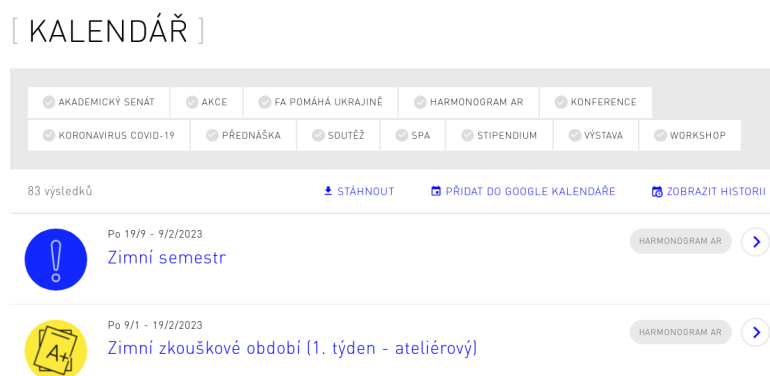 [ KALENDÁŘ ]
AKADEMICKÝ SENÁT AKCE FA POMÁHÁ UKRAJINĚ HARMONOGRAM AR KONFERENCE
KORONAVIRUS COVID-19 PŘEDNÁŠKA SOUTĚŽ SPA STIPENDIUM VÝSTAVA WORKSHOP
83 výsledků STÁHNOUT PŘIDAT DO GOOGLE KALENDÁŘE ZOBRAZIT HISTORII
Po 19/9 - 9/2/2023
Zimní semestr HARMONOGRAM AR
Po 9/1 - 19/2/2023
Zimní zkouškové období (1. týden - ateliérový) HARMONOGRAM AR
A+